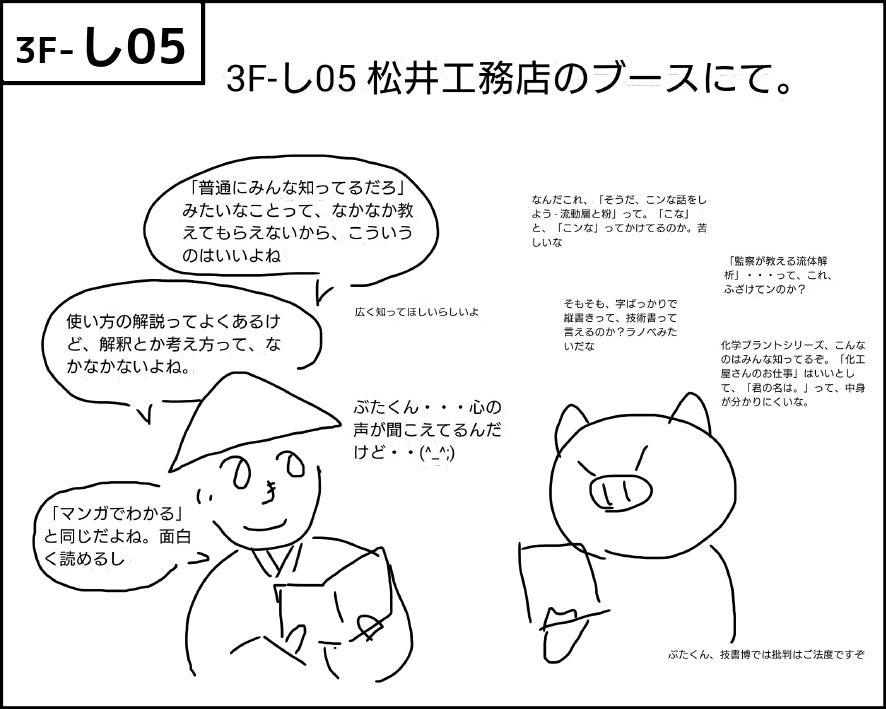 3F-し05
3F-し05 松井工務店のブースにて。
「普通にみんな知ってるだろ」
みたいなことって、なかなか教
えてもらえないから、こういう
のはいいよね
広く知ってほしいらしいよ
使い方の解説ってよくあるけ
ど、解釈とか考え方って、な
かなかないよね。
ぶたくん・・・心の
声が聞こえてるんだ
けど・・(^_^;)
「マンガでわかる」
と同じだよね。面白
く読めるし
なんだこれ、「そうだ、こンな話をし
よう - 流動層と粉」って。「こな」
と、「こンな」ってかけてるのか。苦
しいな
「監察が教える流体解
析」・・・って、これ、
ふざけてンのか？
そもそも、字ばっかりで
縦書きって、技術書って
言えるのか？ラノベみた
いだな
化学プラントシリーズ、こんな
のはみんな知ってるぞ。「化工
屋さんのお仕事」はいいとし
て、「君の名は。」って、中身
が分かりにくいな。
ぶたくん、技書博では批判はご法度ですぞ